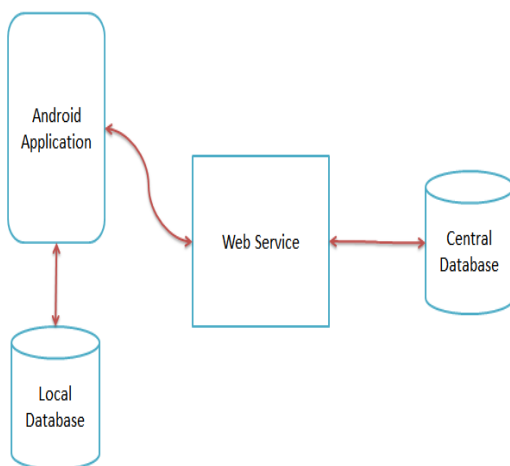 Android
Application
Web Service
Central
Database
Local
Database